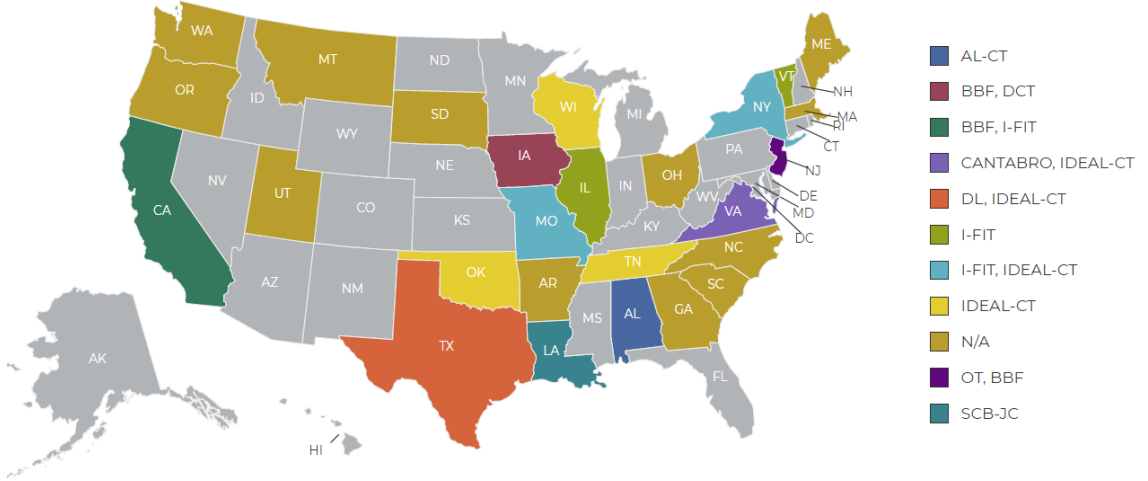 WA
MT
ND
MN
ME
VT
NH
OR
ID
SD
WI
MI
NY
MA
RI
CT
WY
IA
PA
NJ
NE
NV
UT
CO
IL
IN
OH
WV
VA
DE
MD
DC
CA
KS
MO
KY
AZ
NM
OK
AR
TN
NC
SC
TX
LA
MS
AL
GA
FL
AK
HI
AL-CT
BBF, DCT
BBF, I-FIT
CANTABRO, IDEAL-CT
DL, IDEAL-CT
I-FIT
I-FIT, IDEAL-CT
IDEAL-CT
N/A
OT, BBF
SCB-JC